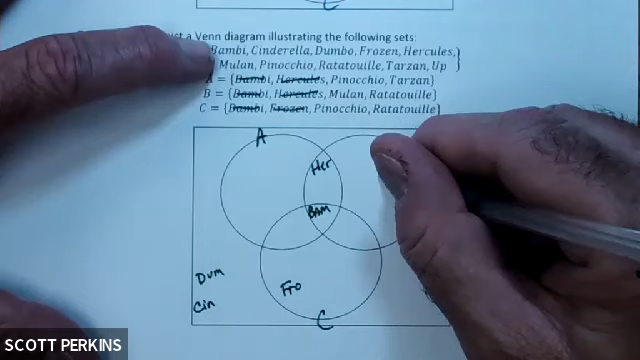 C
ust a Venn diagram illustrating the following sets:
Bambi, Cinderella, Dumbo, Frozen, Hercules,
Mulan, Pinocchio, Ratatouille, Tarzan, Up }
A = {Bambi, Hercules, Pinocchio, Tarzan}
B = {Bambi, Hercules, Mulan, Ratatouille}
C = {Bambi, Frozen, Pinocchio, Ratatouille}
A
Her
BAM
Dum
Cin
Fro
C
SCOTT PERKINS